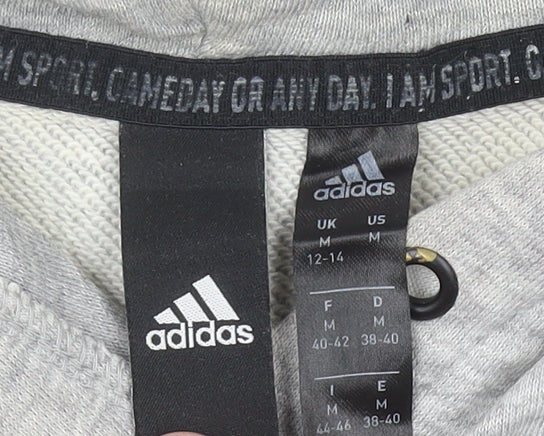 I AM SPORT. GAMEDAY OR ANY DAY. I AM SPORT. G
adidas
adidas
UK US
M M
12-14
F D
M M
40-42 38-40
I E
M M
44-46 38-40